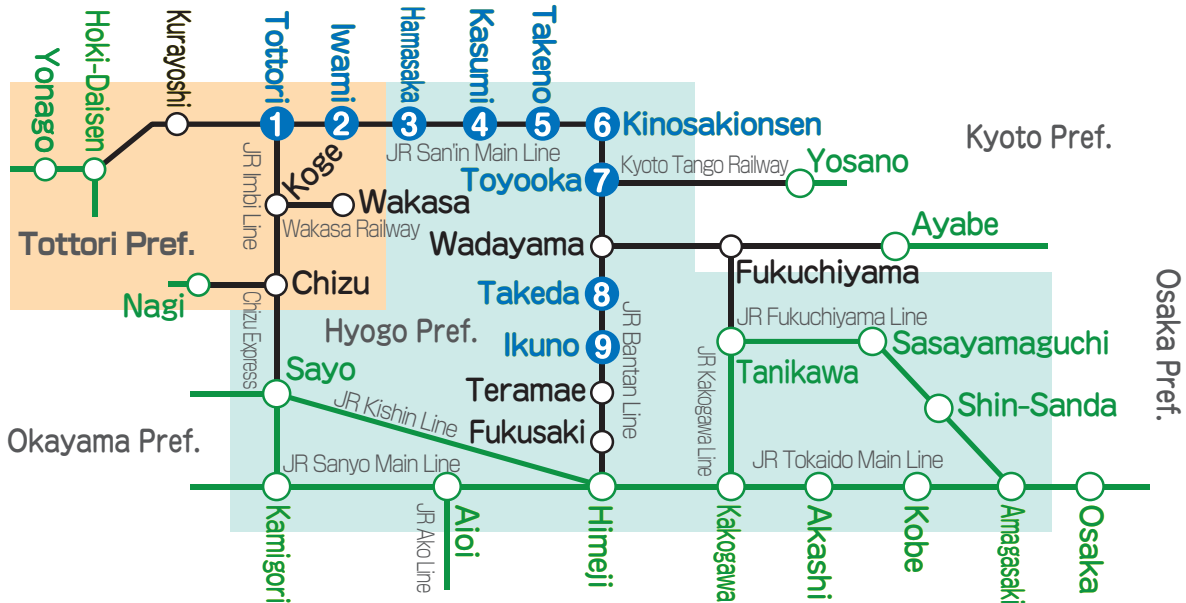 Yonago
Hoki-Daisen
Kurayoshi
Tottori
Iwami
Hamasaka
Kasumi
Takeno
1
2
3
4
5
6
Kinosakionsen
JR San'in Main Line
Kyoto Pref.
JR Imbi Line
Koge
Wakasa
Wakasa Railway
Toyooka
7
Kyoto Tango Railway
Yosano
Tottori Pref.
Wadayama
Fukuchiyama
Ayabe
Nagi
Chizu
Takeda
8
Chizu Express
Hyogo Pref.
Ikuno
9
JR Bantan Line
JR Fukuchiyama Line
Tanikawa
Sasayamaguchi
Osaka Pref.
Sayo
JR Kishin Line
Teramae
JR Kakogawa Line
Shin-Sanda
Okayama Pref.
Fukusaki
JR Sanyo Main Line
JR Tokaido Main Line
Kamigori
JR Ako Line
Aioi
Himeji
Kakogawa
Akashi
Kobe
Amagasaki
Osaka